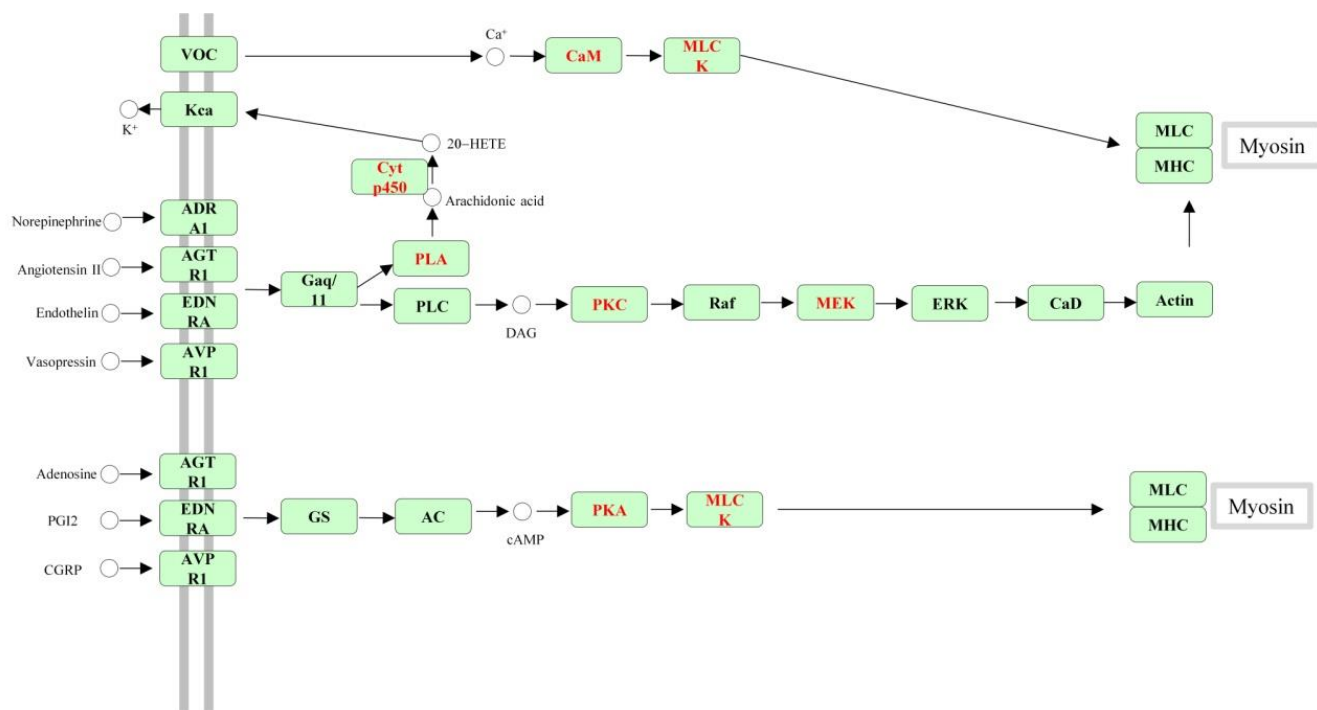 Ca⁺
VOC
CaM
MLC
K
Kca
K⁺
20-HETE
MLC
MHC
Myosin
Cyt
p450
Arachidonic acid
Norepinephrine
ADR
A1
Angiotensin II
AGT
R1
PLA
Gaq/
11
Endothelin
EDN
RA
PLC
DAG
PKC
Raf
MEK
ERK
CaD
Actin
Vasopressin
AVP
R1
Adenosine
AGT
R1
PGI2
EDN
RA
GS
AC
cAMP
PKA
MLC
K
MLC
MHC
Myosin
CGRP
AVP
R1